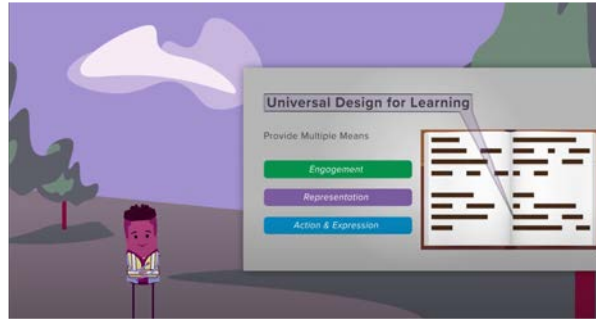 Universal Design for Learning
Provide Multiple Means
Engagement
Representation
Action & Expression